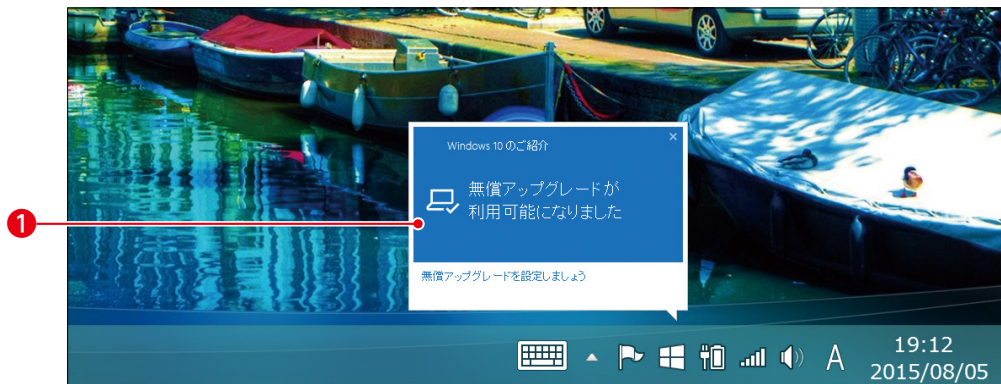 Windows 10 のご紹介
×
無償アップグレードが
利用可能になりました
1
無償アップグレードを設定しましょう
A
19:12
2015/08/05